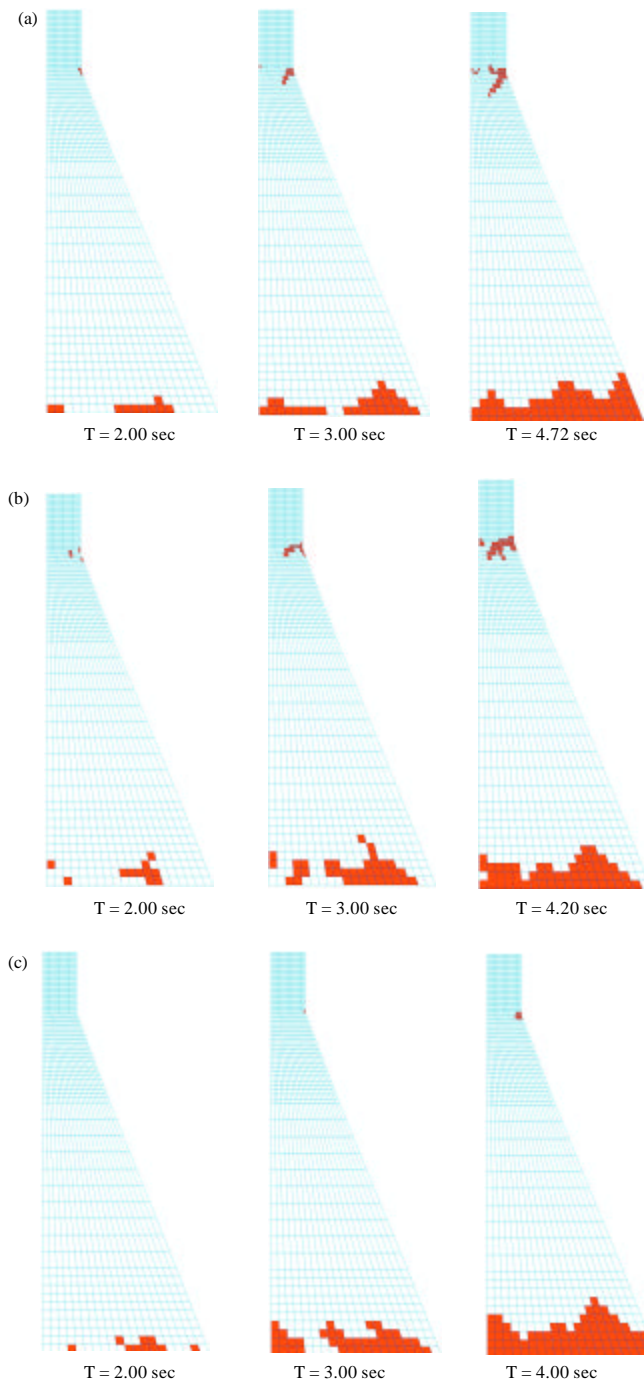 (a)
T = 2.00 sec
T = 3.00 sec
T = 4.72 sec
(b)
T = 2.00 sec
T = 3.00 sec
T = 4.20 sec
(c)
T = 2.00 sec
T = 3.00 sec
T = 4.00 sec